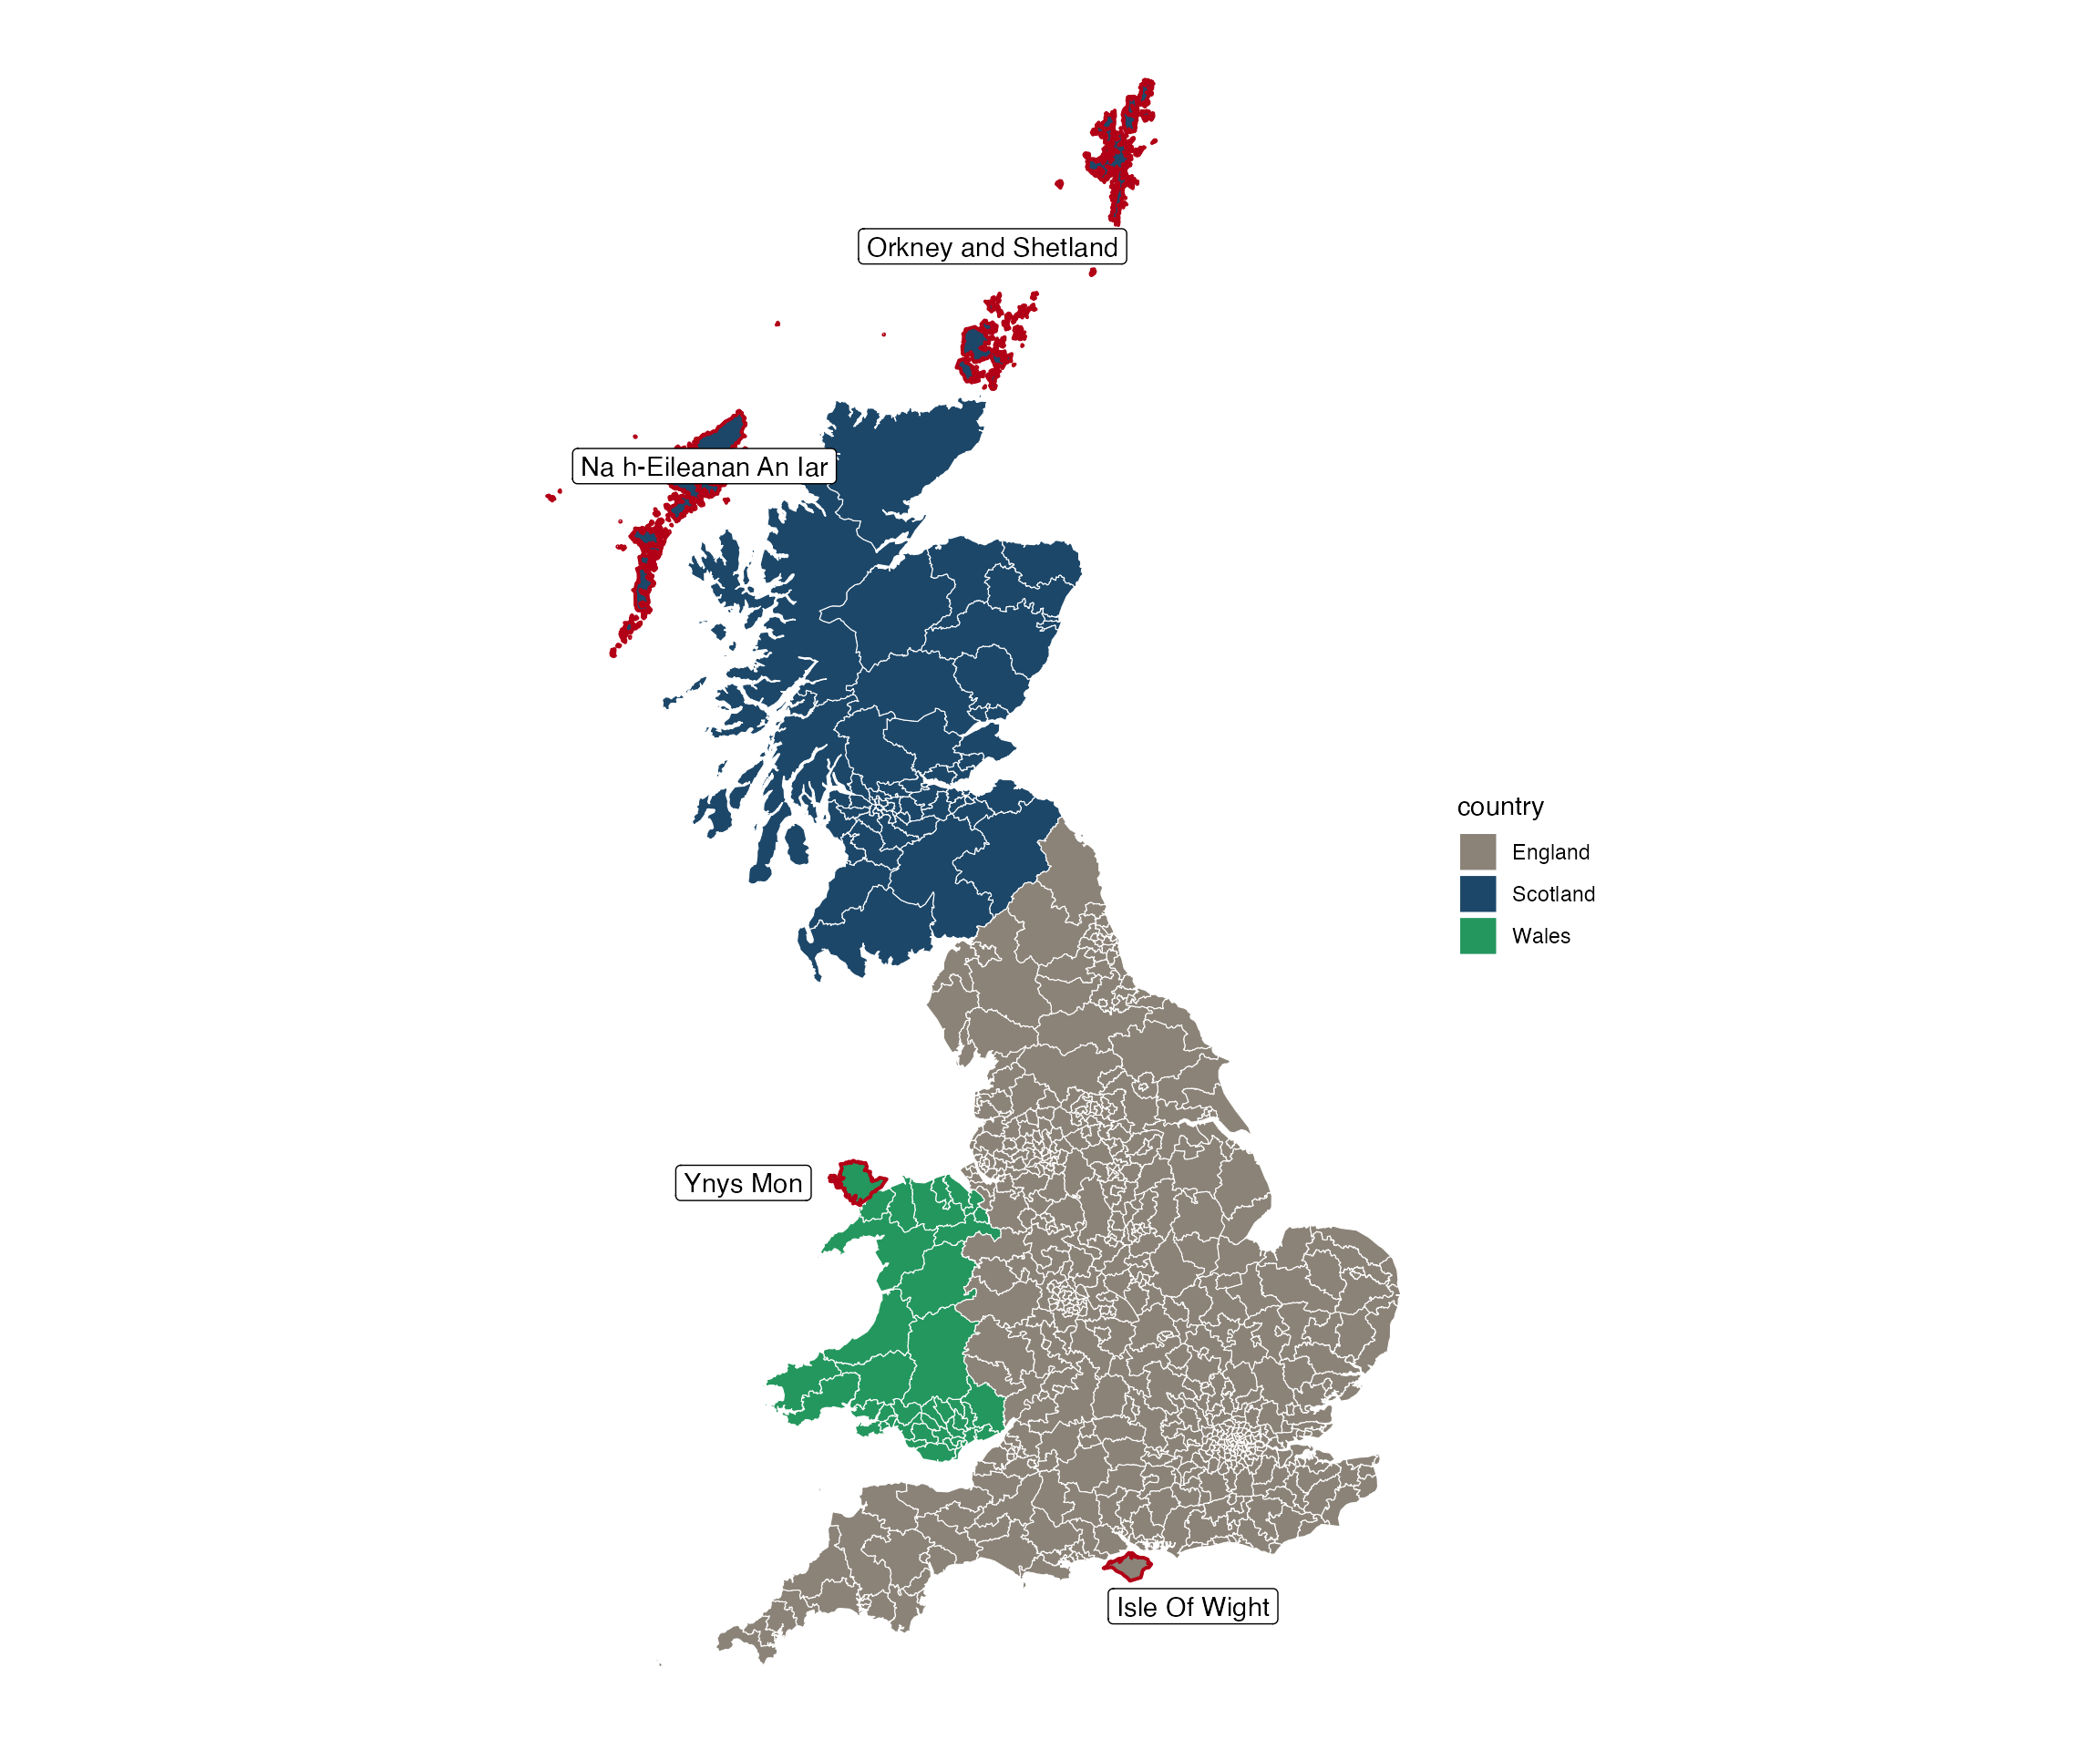 Orkney and Shetland
Na h-Eileanan An Iar
country
England
Scotland
Wales
Ynys Mon
Isle Of Wight